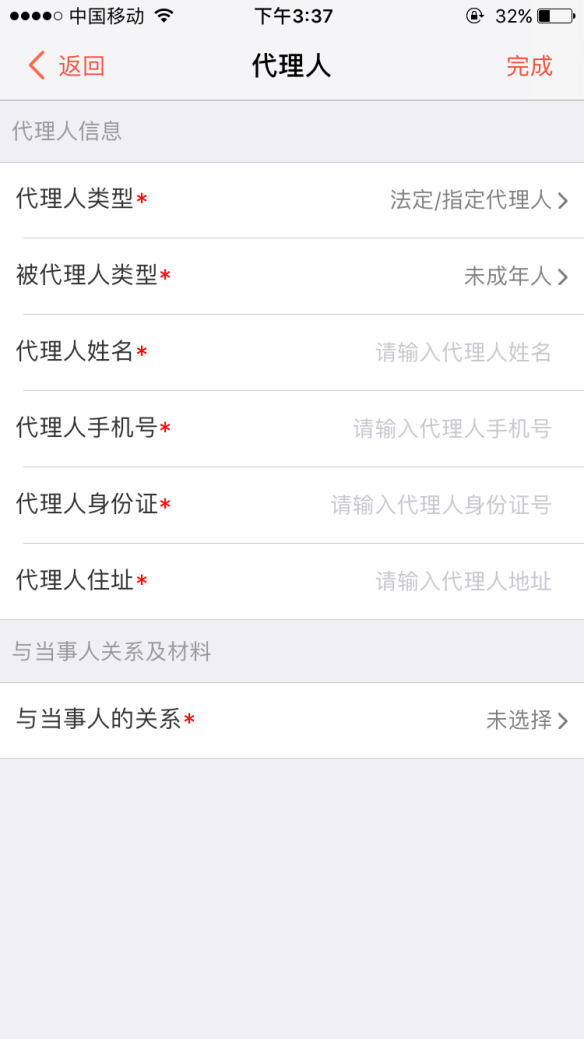 中国移动 下午3:37 32%
返回 代理人 完成
代理人信息
代理人类型* 法定/指定代理人
被代理人类型* 未成年人
代理人姓名* 请输入代理人姓名
代理人手机号* 请输入代理人手机号
代理人身份证* 请输入代理人身份证号
代理人住址* 请输入代理人地址
与当事人关系及材料
与当事人的关系* 未选择